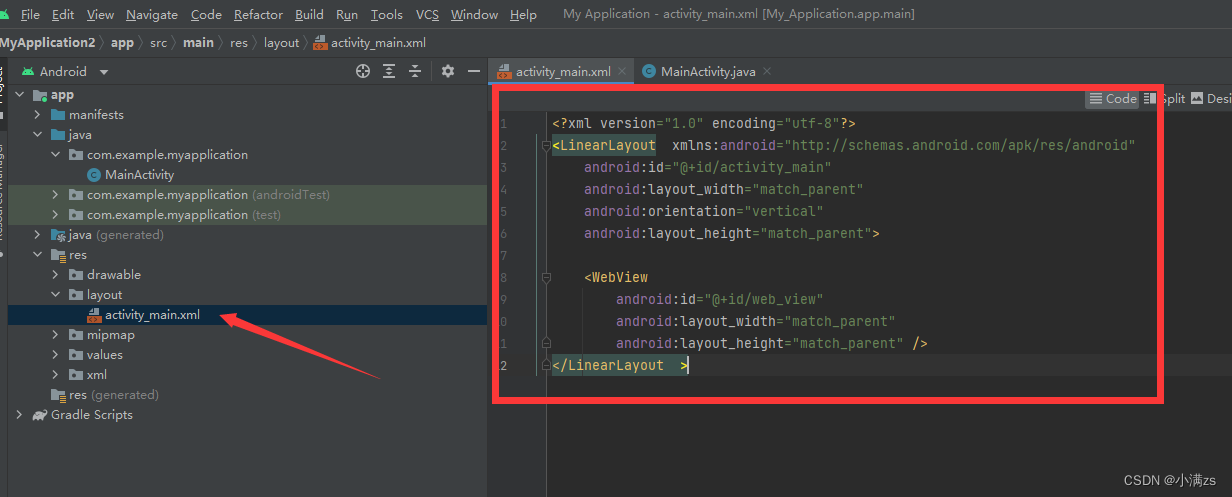 File Edit View Navigate Code Refactor Build Run Tools VCS Window Help My Application - activity_main.xml [My_Application.app.main]
MyApplication2 app src main res layout activity_main.xml
Android
activity_main.xml MainActivity.java
Code Split Desi
app
manifests
java
com.example.myapplication
MainActivity
com.example.myapplication (androidTest)
com.example.myapplication (test)
java (generated)
res
drawable
layout
activity_main.xml
mipmap
values
xml
res (generated)
Gradle Scripts
1 <?xml version="1.0" encoding="utf-8"?>
2 <LinearLayout xmlns:android="http://schemas.android.com/apk/res/android"
3 android:id="@+id/activity_main"
4 android:layout_width="match_parent"
5 android:orientation="vertical"
6 android:layout_height="match_parent">
7
8 <WebView
9 android:id="@+id/web_view"
0 android:layout_width="match_parent"
1 android:layout_height="match_parent" />
2 </LinearLayout >
CSDN @小满zs